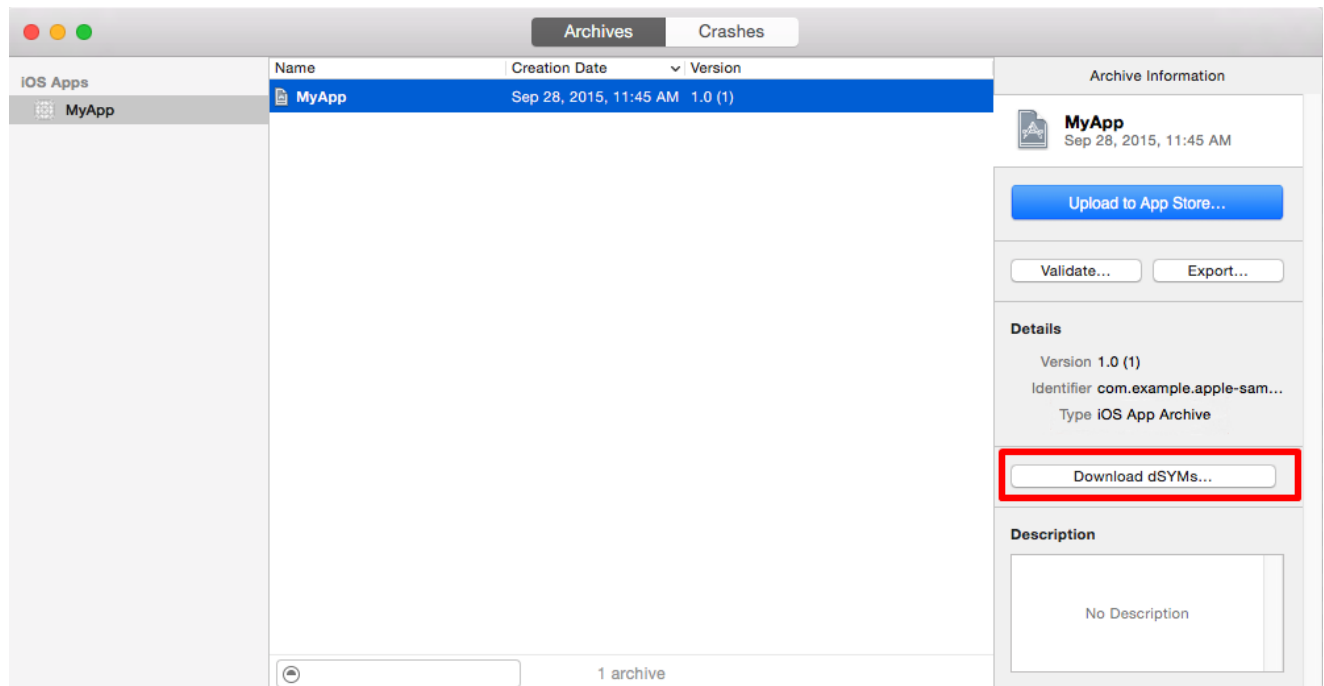 Archives Crashes
iOS Apps
MyApp
Name Creation Date Version
MyApp Sep 28, 2015, 11:45 AM 1.0 (1)
1 archive
Archive Information
MyApp
Sep 28, 2015, 11:45 AM
Upload to App Store...
Validate... Export...
Details
Version 1.0 (1)
Identifier com.example.apple-sam...
Type iOS App Archive
Download dSYMs...
Description
No Description